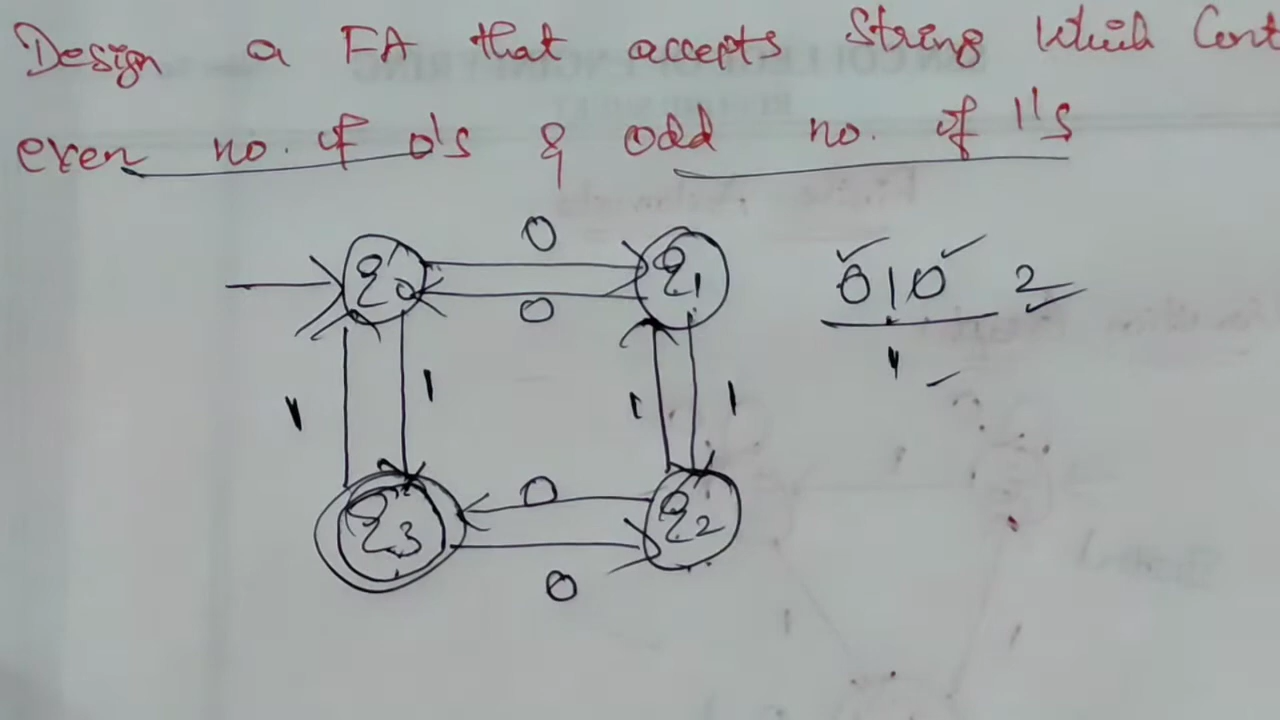 Design a FA that accepts String which Cont
even no. of 0's & odd no. of 1's
0
q0 q1 010 2
0
1
1 1 1 1
0
q3 q2
0